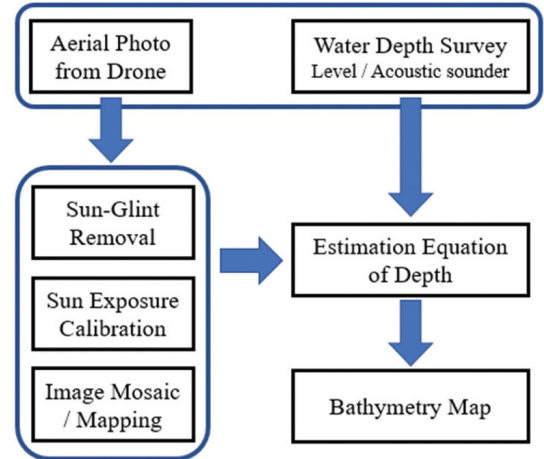 Aerial Photo
from Drone
Water Depth Survey
Level / Acoustic sounder
Sun-Glint
Removal
Sun Exposure
Calibration
Image Mosaic
/ Mapping
Estimation Equation
of Depth
Bathymetry Map